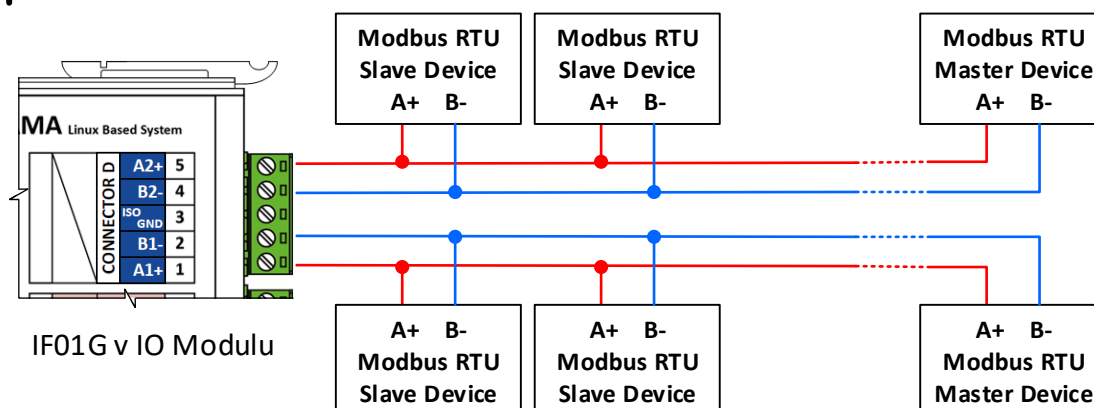 Modbus RTU
Slave Device
A+ B-
Modbus RTU
Slave Device
A+ B-
Modbus RTU
Master Device
A+ B-
MA Linux Based System
CONNECTOR D
A2+ 5
B2- 4
ISO GND 3
B1- 2
A1+ 1
IF01G v IO Modulu
A+ B-
Modbus RTU
Slave Device
A+ B-
Modbus RTU
Slave Device
A+ B-
Modbus RTU
Master Device